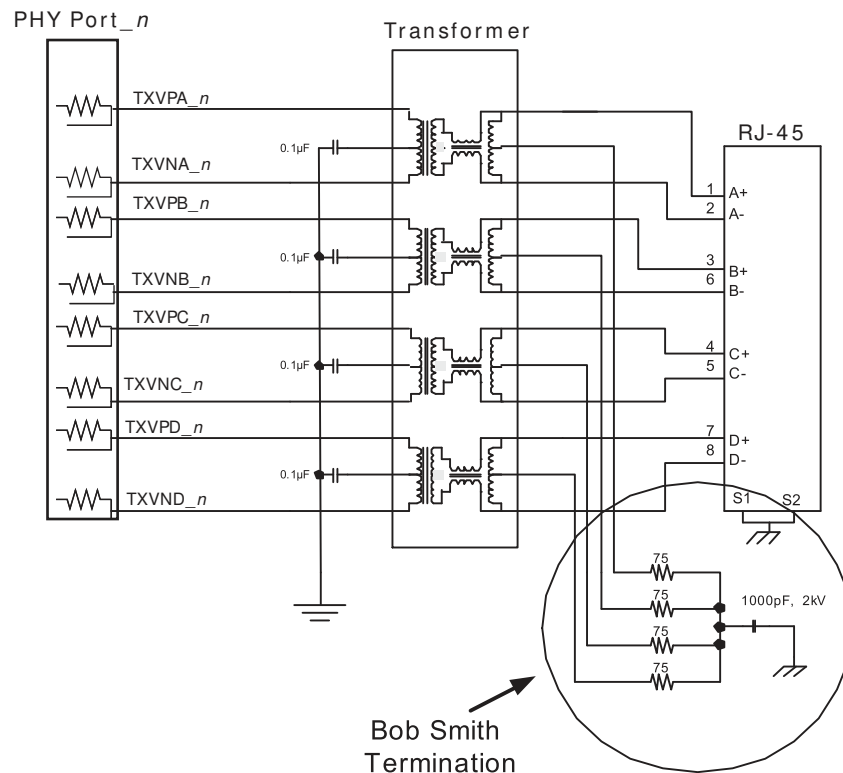 PHY Port_n
Transformer
TXVPA_n
0.1µF
TXVNA_n
TXVPB_n
0.1µF
TXVNB_n
TXVPC_n
0.1µF
TXVNC_n
TXVPD_n
0.1µF
TXVND_n
RJ-45
1 A+
2 A-
3 B+
6 B-
4 C+
5 C-
7 D+
8 D-
S1 S2
75
75
75
75
1000pF, 2kV
Bob Smith
Termination